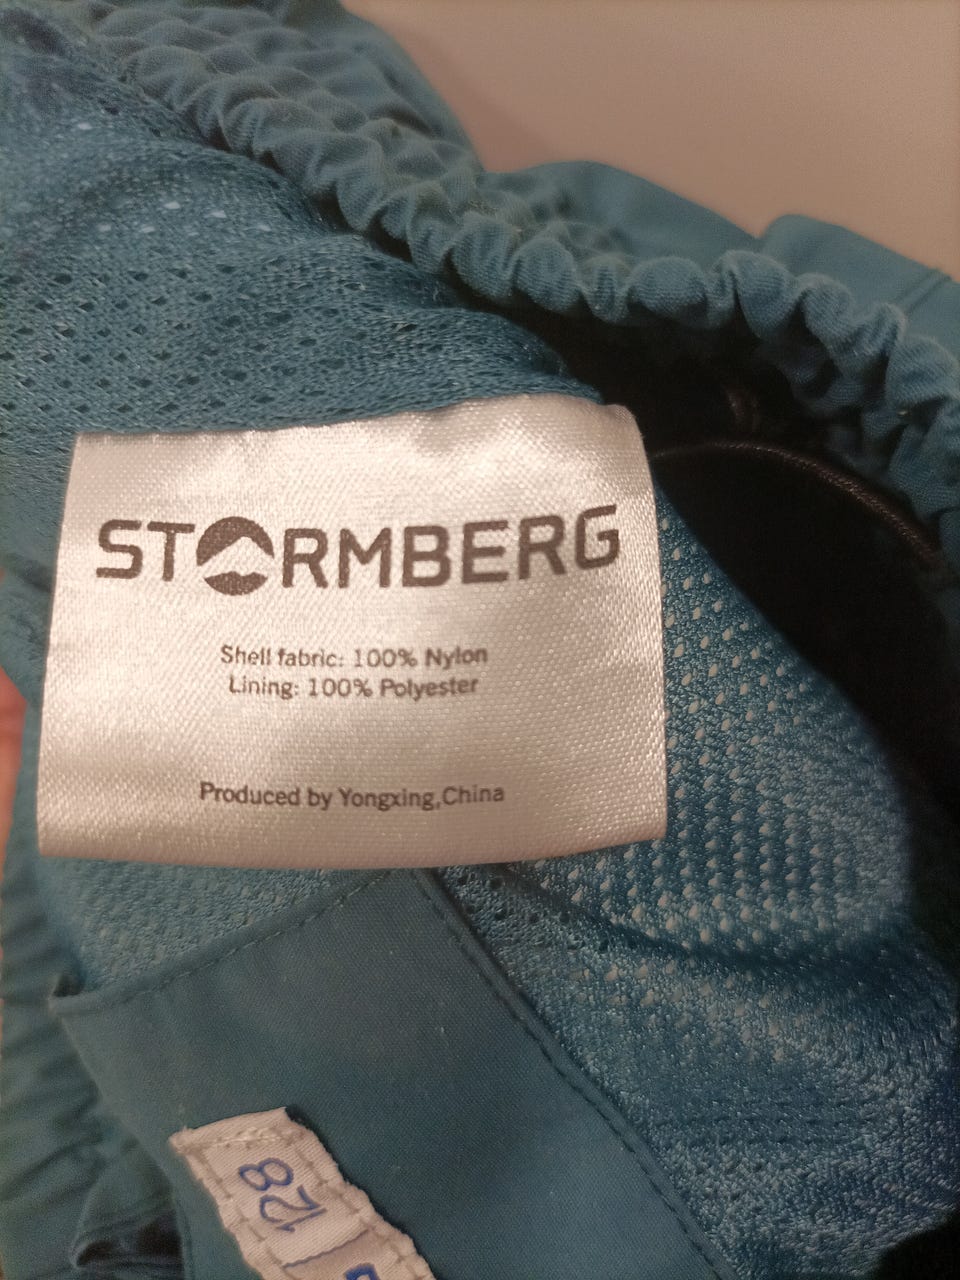 STORMBERG
Shell fabric: 100% Nylon
Lining: 100% Polyester
Produced by Yongxing,China
128